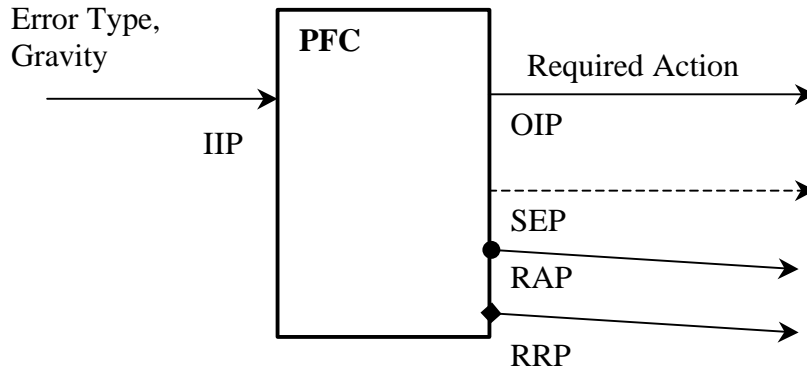 Error Type,
Gravity
PFC
Required Action
IIP
OIP
SEP
RAP
RRP